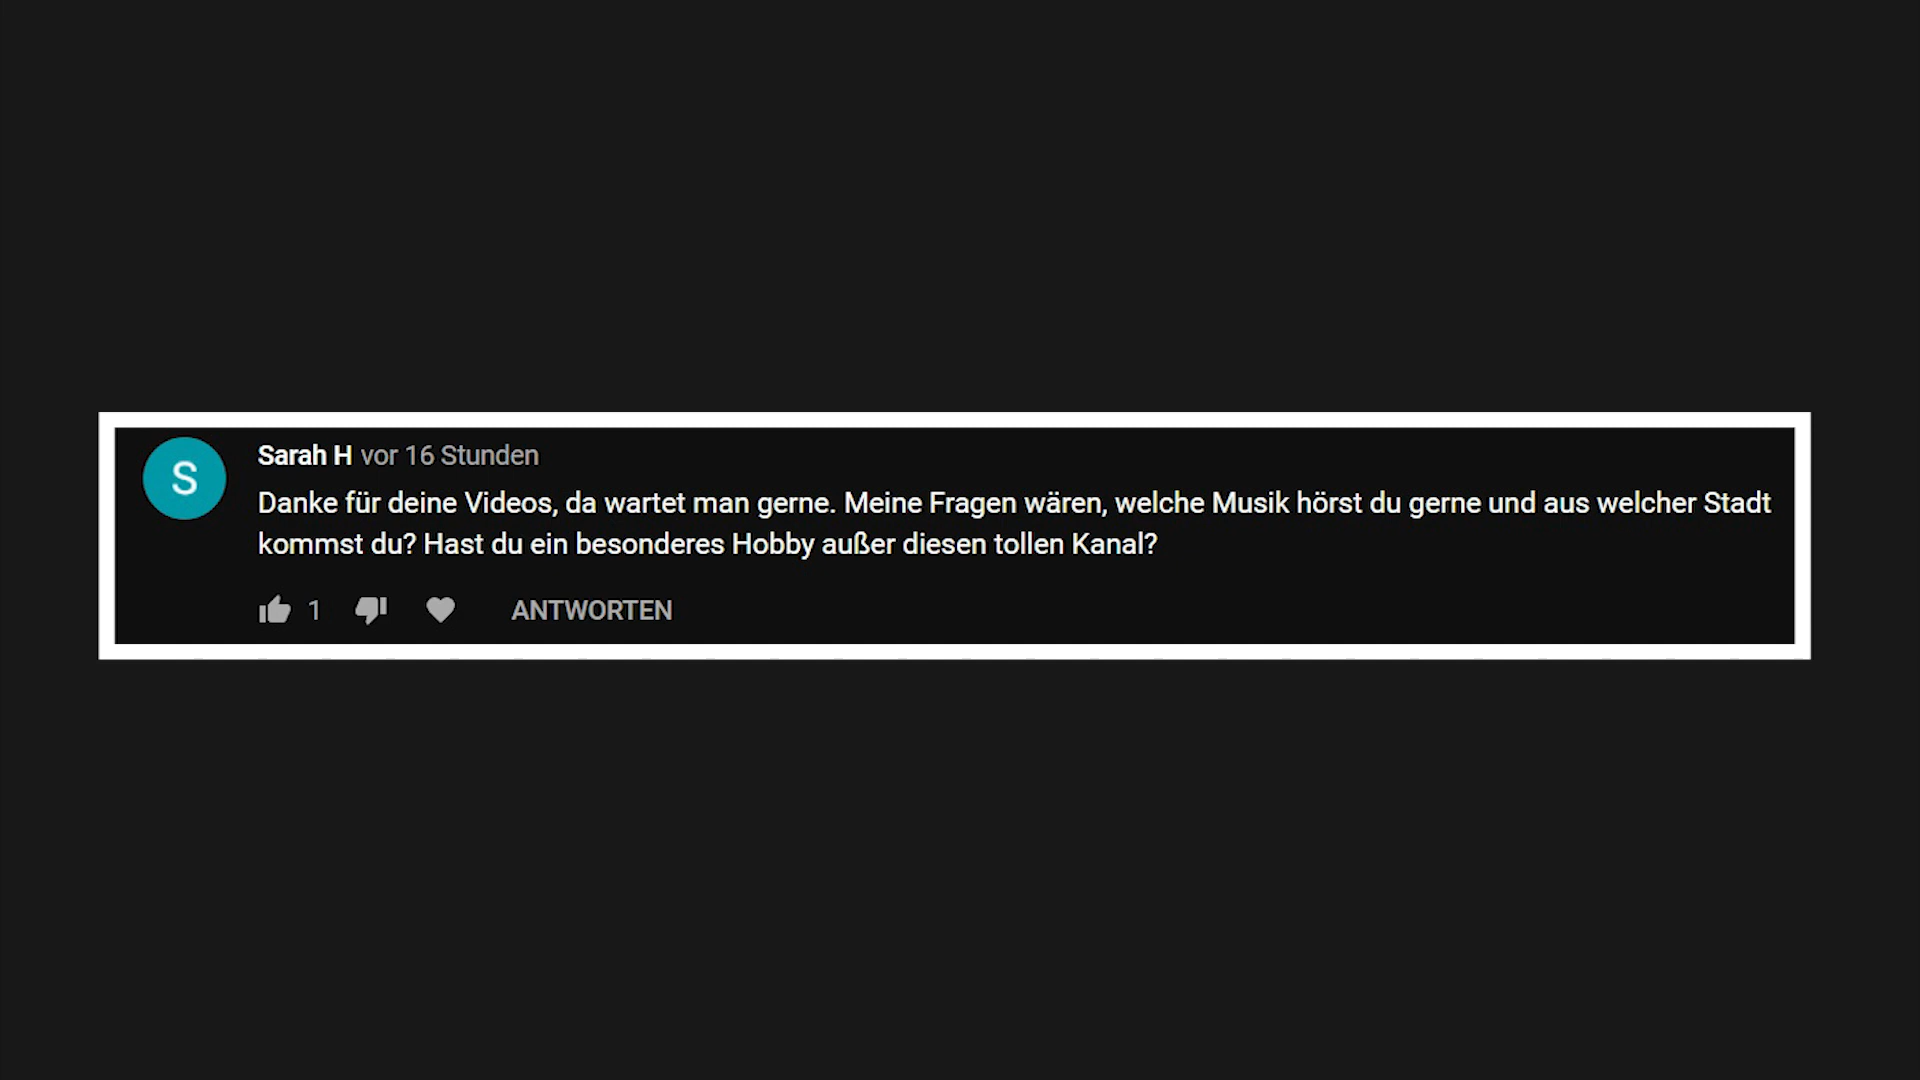 S
Sarah H vor 16 Stunden
Danke für deine Videos, da wartet man gerne. Meine Fragen wären, welche Musik hörst du gerne und aus welcher Stadt
kommst du? Hast du ein besonderes Hobby außer diesen tollen Kanal?
1 ANTWORTEN